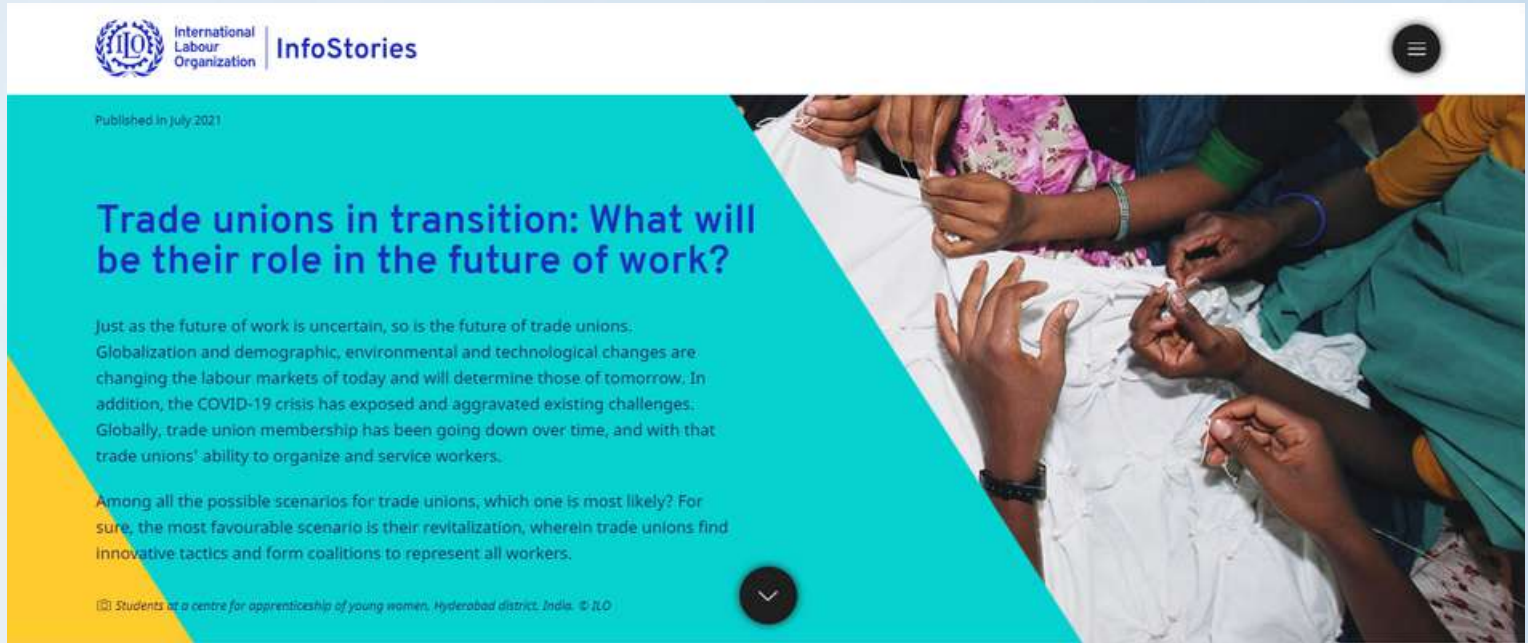 International
Labour
Organization
InfoStories
Published in July 2021
Trade unions in transition: What will
be their role in the future of work?
Just as the future of work is uncertain, so is the future of trade unions.
Globalization and demographic, environmental and technological changes are
changing the labour markets of today and will determine those of tomorrow. In
addition, the COVID-19 crisis has exposed and aggravated existing challenges.
Globally, trade union membership has been going down over time, and with that
trade unions' ability to organize and service workers.
Among all the possible scenarios for trade unions, which one is most likely? For
sure, the most favourable scenario is their revitalization, wherein trade unions find
innovative tactics and form coalitions to represent all workers.
Students at a centre for apprenticeship of young women. Hyderabad district. India. © ILO